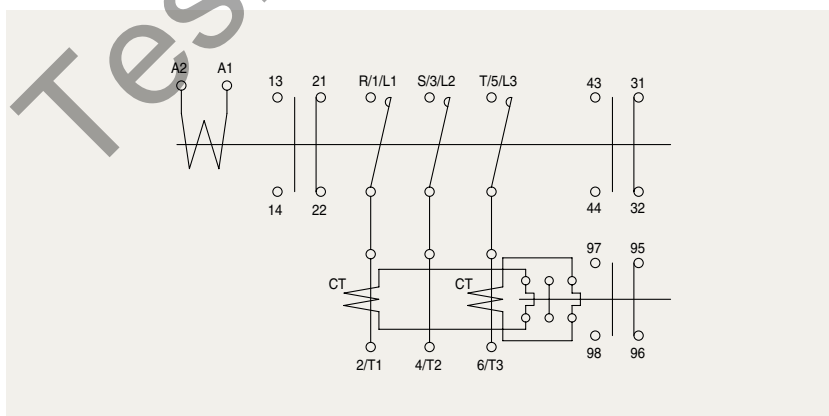 Tes
A2 A1
13 21 R/1/L1 S/3/L2 T/5/L3 43 31
14 22 44 32
97 95
CT CT
98 96
2/T1 4/T2 6/T3